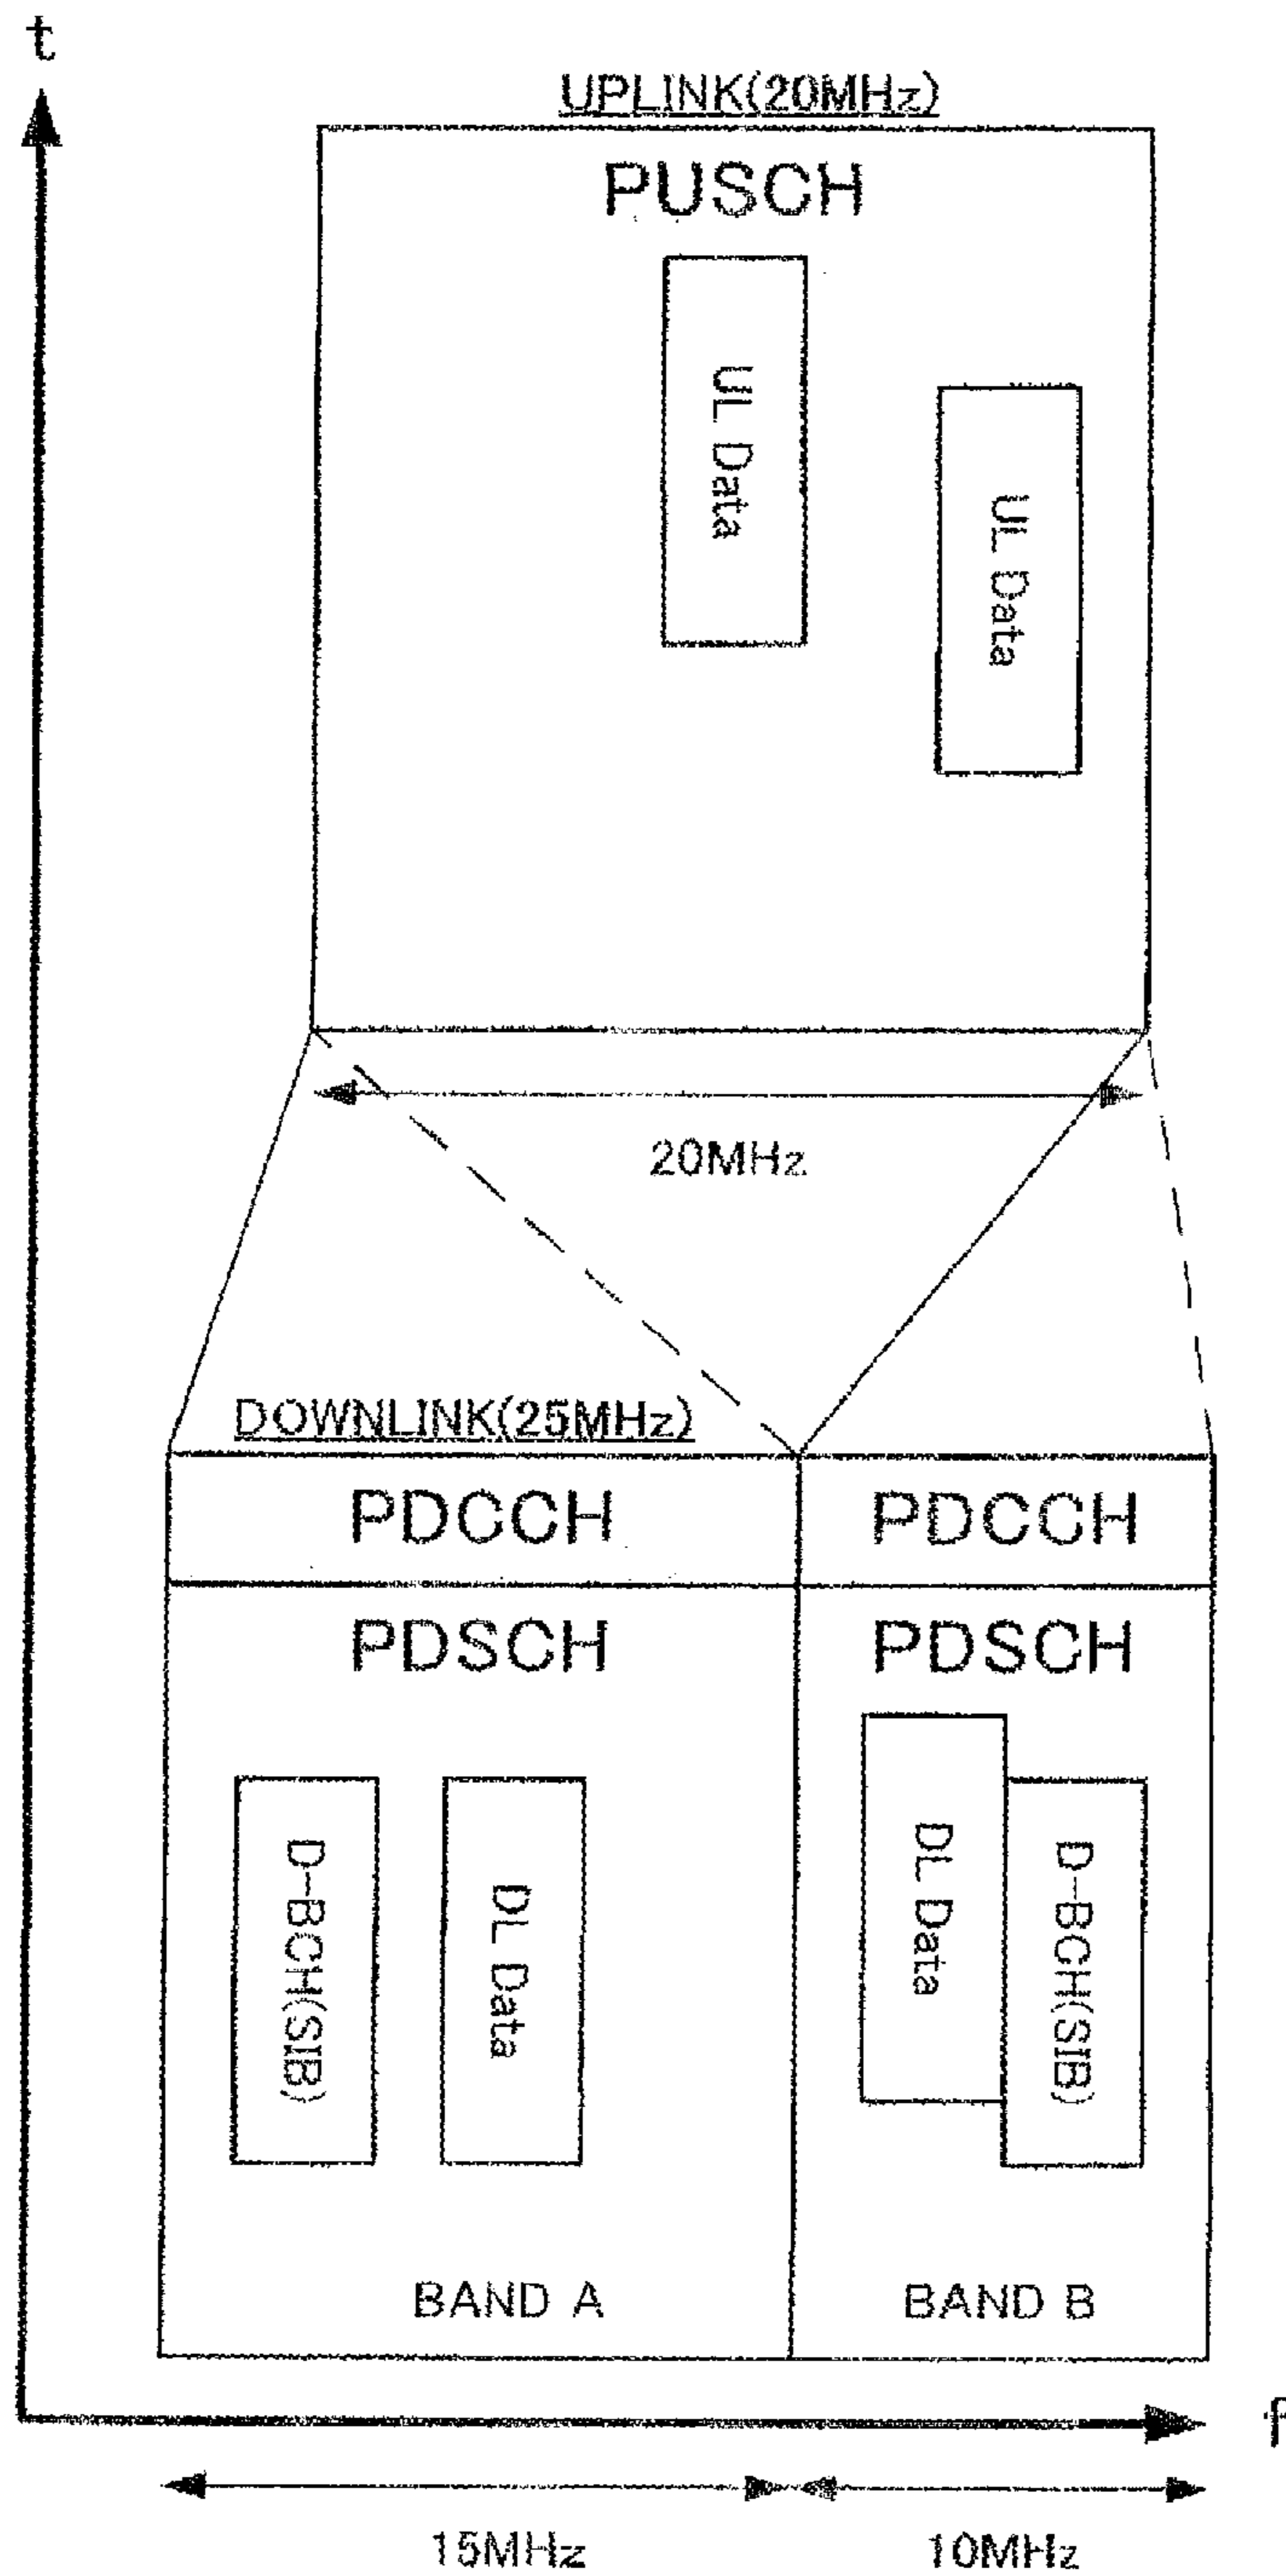 t
UPLINK(20MHz)
PUSCH
UL Data
UL Data
20MHz
DOWNLINK(25MHz)
PDCCH
PDCCH
PDSCH
PDSCH
D-BCH(SIB)
DL Data
DL Data
D-BCH(SIB)
BAND A
BAND B
f
15MHz
10MHz